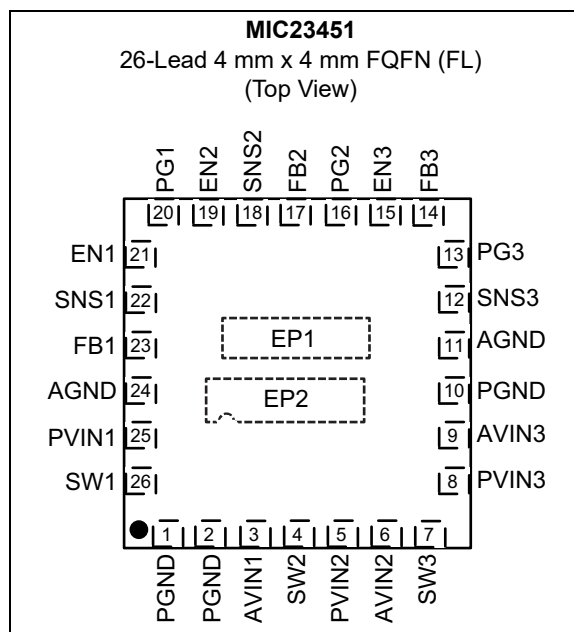 MIC23451
26-Lead 4 mm x 4 mm FQFN (FL)
(Top View)
PG1
EN2
SNS2
FB2
PG2
EN3
FB3
20
19
18
17
16
15
14
EN1
21
13
PG3
SNS1
22
12
SNS3
FB1
23
11
AGND
EP1
AGND
24
10
PGND
EP2
PVIN1
25
9
AVIN3
SW1
26
8
PVIN3
1
2
3
4
5
6
7
PGND
PGND
AVIN1
SW2
PVIN2
AVIN2
SW3